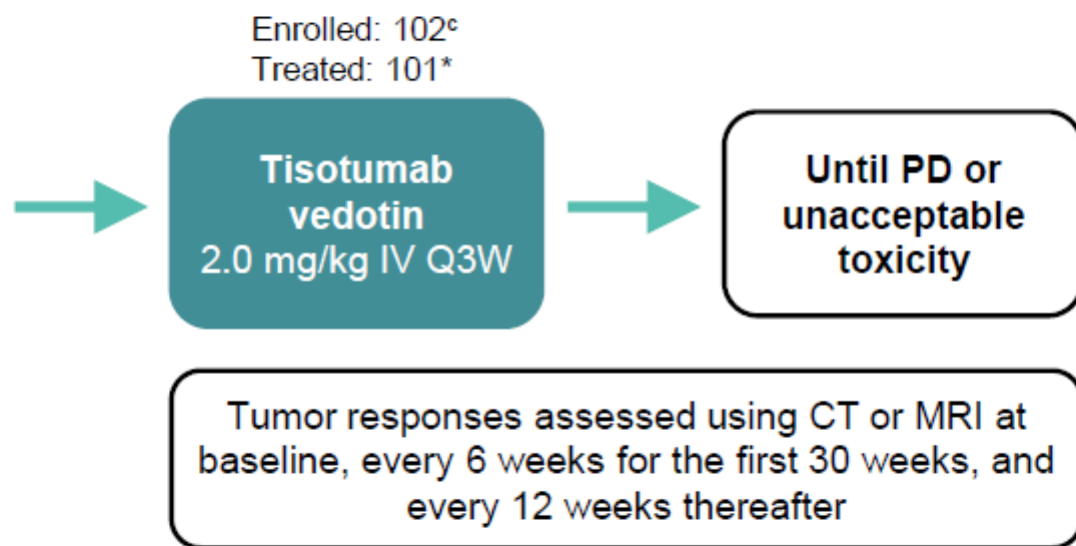 Enrolled: 102ᶜ
Treated: 101*
Tisotumab
vedotin
2.0 mg/kg IV Q3W
Until PD or
unacceptable
toxicity
Tumor responses assessed using CT or MRI at
baseline, every 6 weeks for the first 30 weeks, and
every 12 weeks thereafter